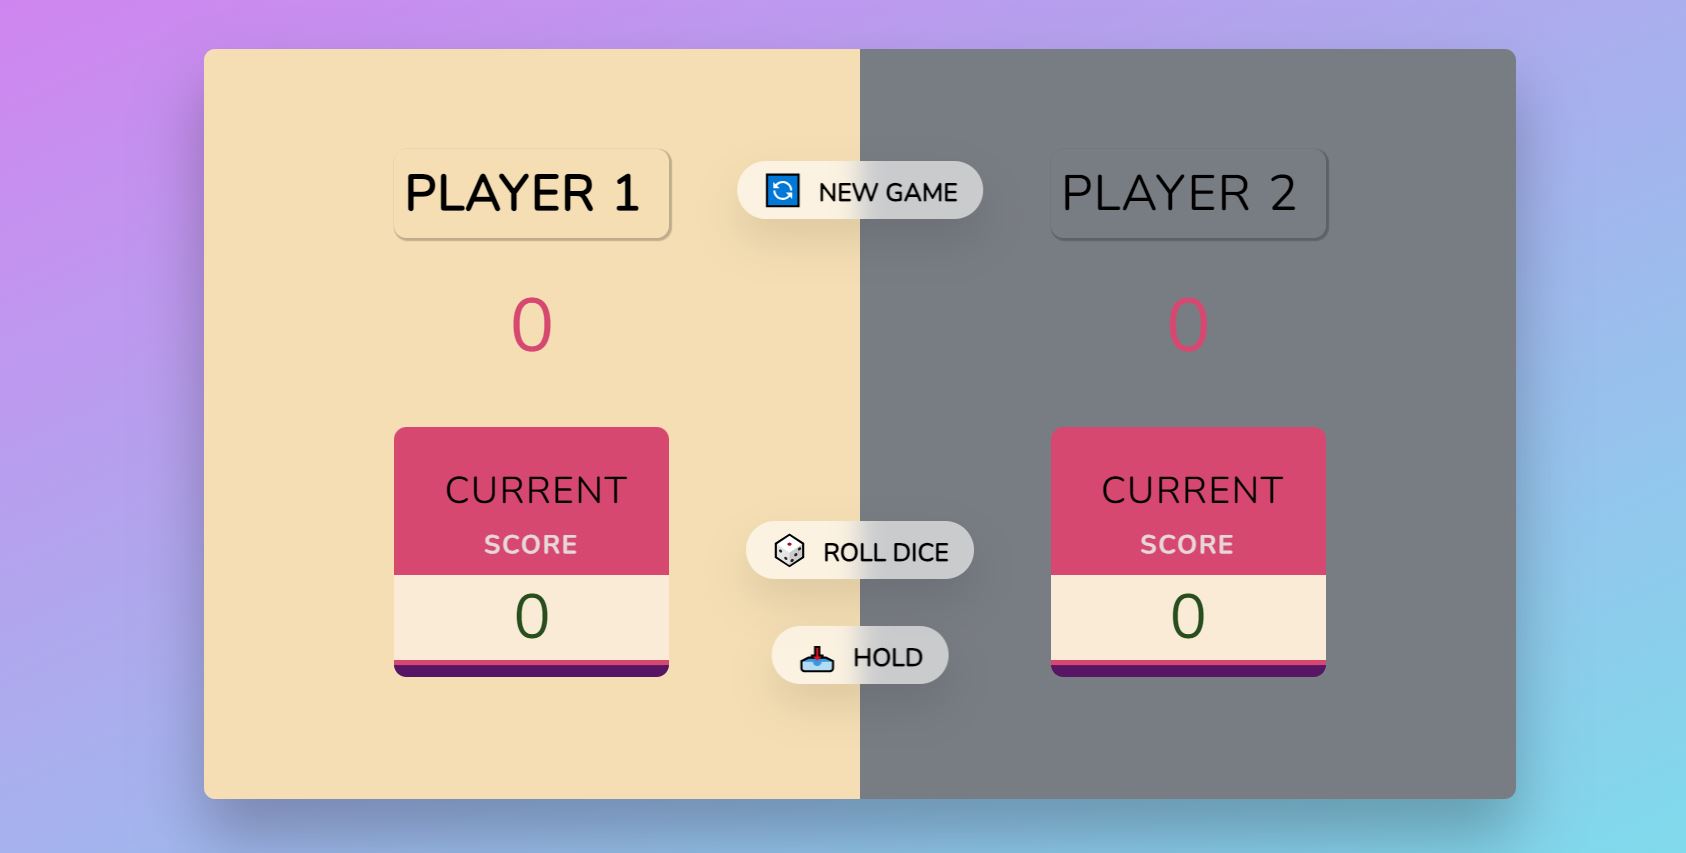 PLAYER 1
0
CURRENT
SCORE
0
NEW GAME
ROLL DICE
HOLD
PLAYER 2
0
CURRENT
SCORE
0